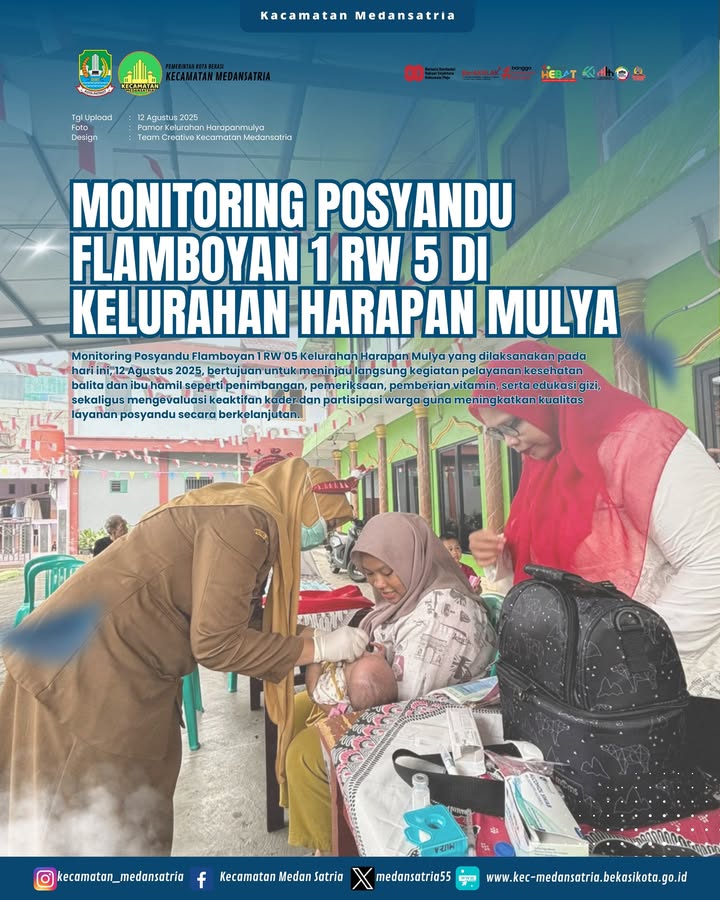 Kacamatan Medansatria
PEMERINTAH KOTA BEKASI
KECAMATAN MEDANSATRIA
KECAMATAN
HEBAT
Tgl Upload : 12 Agustus 2025
Foto : Pamor Kelurahan Harapanmulya
Design : Team Creative Kecamatan Medansatria
MONITORING POSYANDU
FLAMBOYAN 1 RW 5 DI
KELURAHAN HARAPAN MULYA
Monitoring Posyandu Flamboyan 1 RW 05 Kelurahan Harapan Mulya yang dilaksanakan pada
hari ini, 12 Agustus 2025, bertujuan untuk meninjau langsung kegiatan pelayanan kesehatan
balita dan ibu hamil seperti penimbangan, pemeriksaan, pemberian vitamin, serta edukasi gizi,
sekaligus mengevaluasi keaktifan kader dan partisipasi warga guna meningkatkan kualitas
layanan posyandu secara berkelanjutan.
kecamatan_medansatria
Kecamatan Medan Satria
medansatria55
www.kec-medansatria.bekasikota.go.id